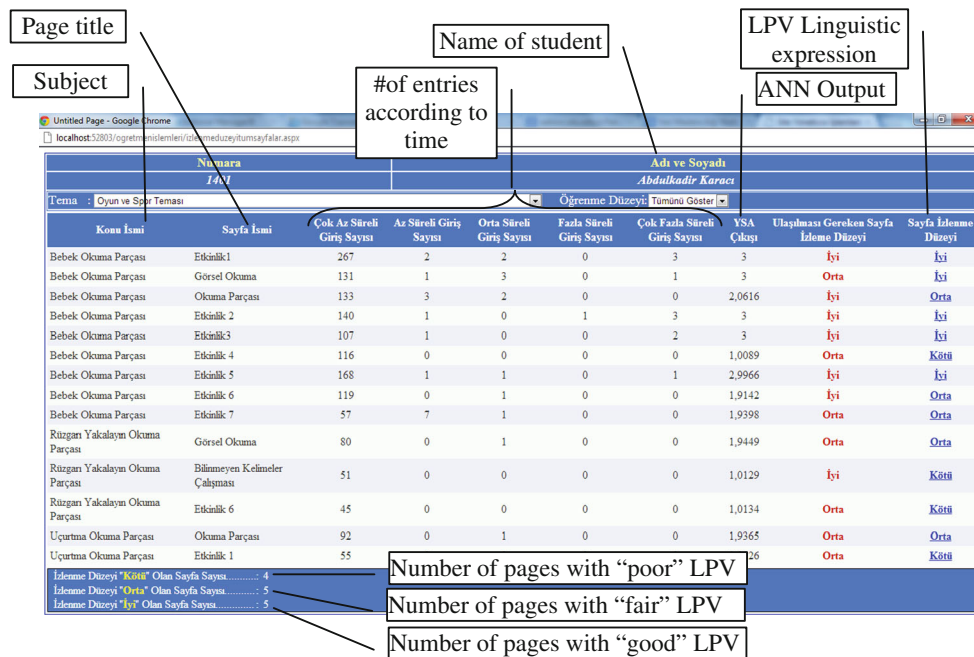 Page title
Name of student
LPV Linguistic
expression
Subject
#of entries
according to
time
ANN Output
Untitled Page - Google Chrome
localhost:52803/ogretmenislemleri/izlemeduzeyitumsayfalar.aspx
Numara Adı ve Soyadı
1401 Abdulkadir Karacı
Tema : Oyun ve Spor Teması Öğrenme Düzeyi: Tümünü Göster
Konu İsmi Sayfa İsmi Çok Az Süreli Giriş Sayısı Az Süreli Giriş Sayısı Orta Süreli Giriş Sayısı Fazla Süreli Giriş Sayısı Çok Fazla Süreli Giriş Sayısı YSA Çıkışı Ulaşılması Gereken Sayfa İzleme Düzeyi Sayfa İzlenme Düzeyi
Bebek Okuma Parçası Etkinlik1 267 2 2 0 3 3 İyi İyi
Bebek Okuma Parçası Görsel Okuma 131 1 3 0 1 3 Orta İyi
Bebek Okuma Parçası Okuma Parçası 133 3 2 0 0 2,0616 İyi Orta
Bebek Okuma Parçası Etkinlik 2 140 1 0 1 3 3 İyi İyi
Bebek Okuma Parçası Etkinlik3 107 1 0 0 2 3 İyi İyi
Bebek Okuma Parçası Etkinlik 4 116 0 0 0 0 1,0089 Orta Kötü
Bebek Okuma Parçası Etkinlik 5 168 1 1 0 1 2,9966 İyi İyi
Bebek Okuma Parçası Etkinlik 6 119 0 1 0 0 1,9142 İyi Orta
Bebek Okuma Parçası Etkinlik 7 57 7 1 0 0 1,9398 Orta Orta
Rüzgarı Yakalayın Okuma Parçası Görsel Okuma 80 0 1 0 0 1,9449 Orta Orta
Rüzgarı Yakalayın Okuma Parçası Bilinmeyen Kelimeler Çalışması 51 0 0 0 0 1,0129 İyi Kötü
Rüzgarı Yakalayın Okuma Parçası Etkinlik 6 45 0 0 0 0 1,0134 Orta Kötü
Uçurtma Okuma Parçası Okuma Parçası 92 0 1 0 0 1,9365 Orta Orta
Uçurtma Okuma Parçası Etkinlik 1 55 26 Orta Kötü
İzlenme Düzeyi "Kötü" Olan Sayfa Sayısı..........: 4
Number of pages with “poor” LPV
İzlenme Düzeyi "Orta" Olan Sayfa Sayısı..........: 5
Number of pages with “fair” LPV
İzlenme Düzeyi "İyi" Olan Sayfa Sayısı............: 5
Number of pages with “good” LPV